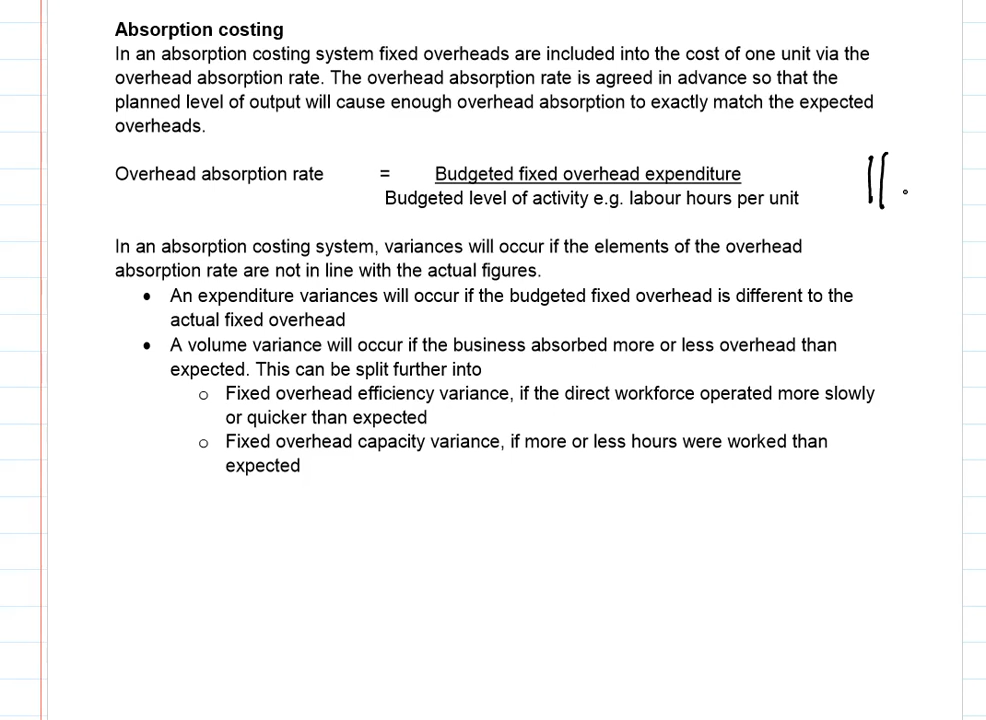 Absorption costing
In an absorption costing system fixed overheads are included into the cost of one unit via the
overhead absorption rate. The overhead absorption rate is agreed in advance so that the
planned level of output will cause enough overhead absorption to exactly match the expected
overheads.
Overhead absorption rate = Budgeted fixed overhead expenditure
Budgeted level of activity e.g. labour hours per unit
In an absorption costing system, variances will occur if the elements of the overhead
absorption rate are not in line with the actual figures.
• An expenditure variances will occur if the budgeted fixed overhead is different to the
actual fixed overhead
• A volume variance will occur if the business absorbed more or less overhead than
expected. This can be split further into
o Fixed overhead efficiency variance, if the direct workforce operated more slowly
or quicker than expected
o Fixed overhead capacity variance, if more or less hours were worked than
expected